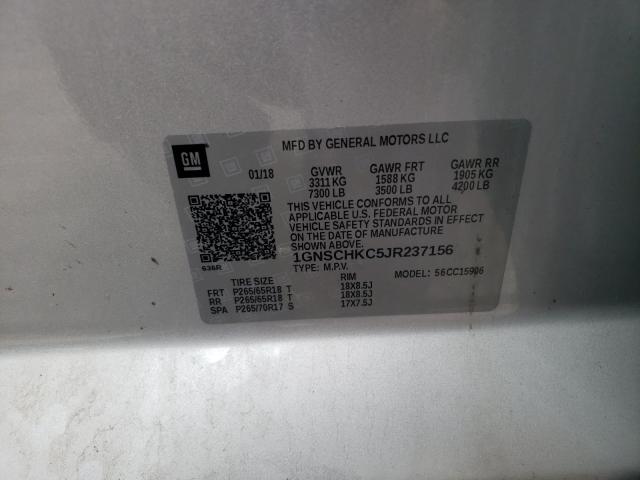 GM
MFD BY GENERAL MOTORS LLC
01/18 GVWR GAWR FRT GAWR RR
3311 KG 1588 KG 1905 KG
7300 LB 3500 LB 4200 LB
THIS VEHICLE CONFORMS TO ALL
APPLICABLE U.S. FEDERAL MOTOR
VEHICLE SAFETY STANDARDS IN EFFECT
ON THE DATE OF MANUFACTURE
SHOWN ABOVE.
1GNSCHKC5JR237156
TYPE: M.P.V. MODEL: 56CC15906
636R
TIRE SIZE RIM
FRT P265/65R18 T 18X8.5J
RR P265/65R18 T 18X8.5J
SPA P265/70R17 S 17X7.5J